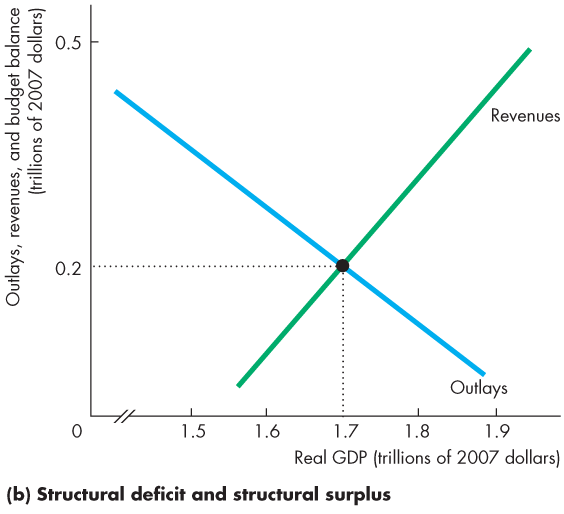 Outlays, revenues, and budget balance
(trillions of 2007 dollars)
0.5
Revenues
0.2
Outlays
0
1.5
1.6
1.7
1.8
1.9
Real GDP (trillions of 2007 dollars)
(b) Structural deficit and structural surplus